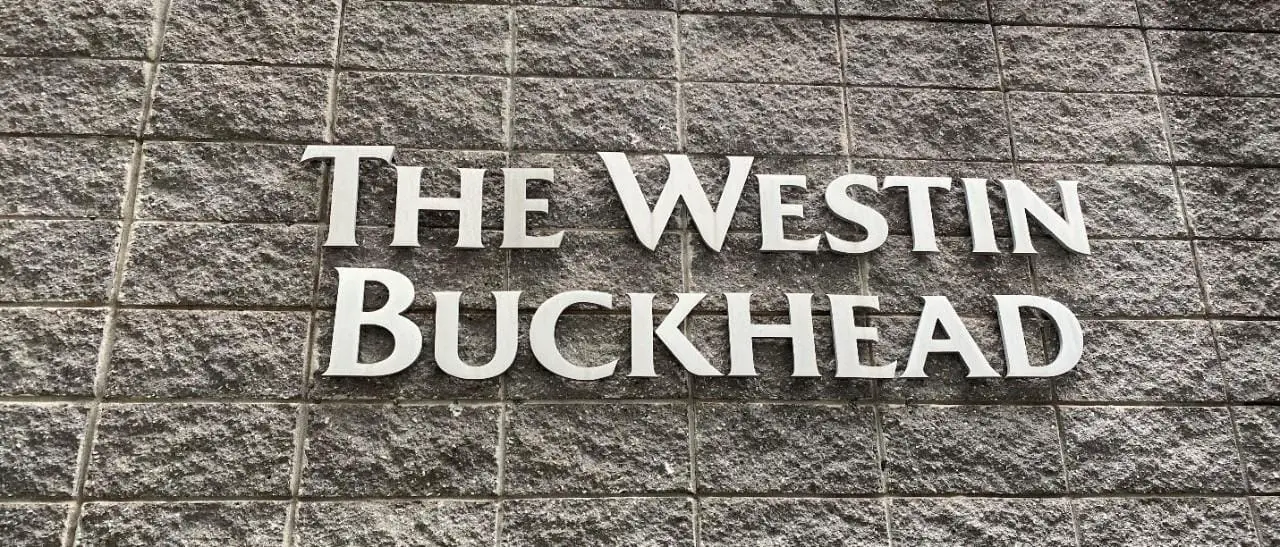 THE WESTIN
BUCKHEAD